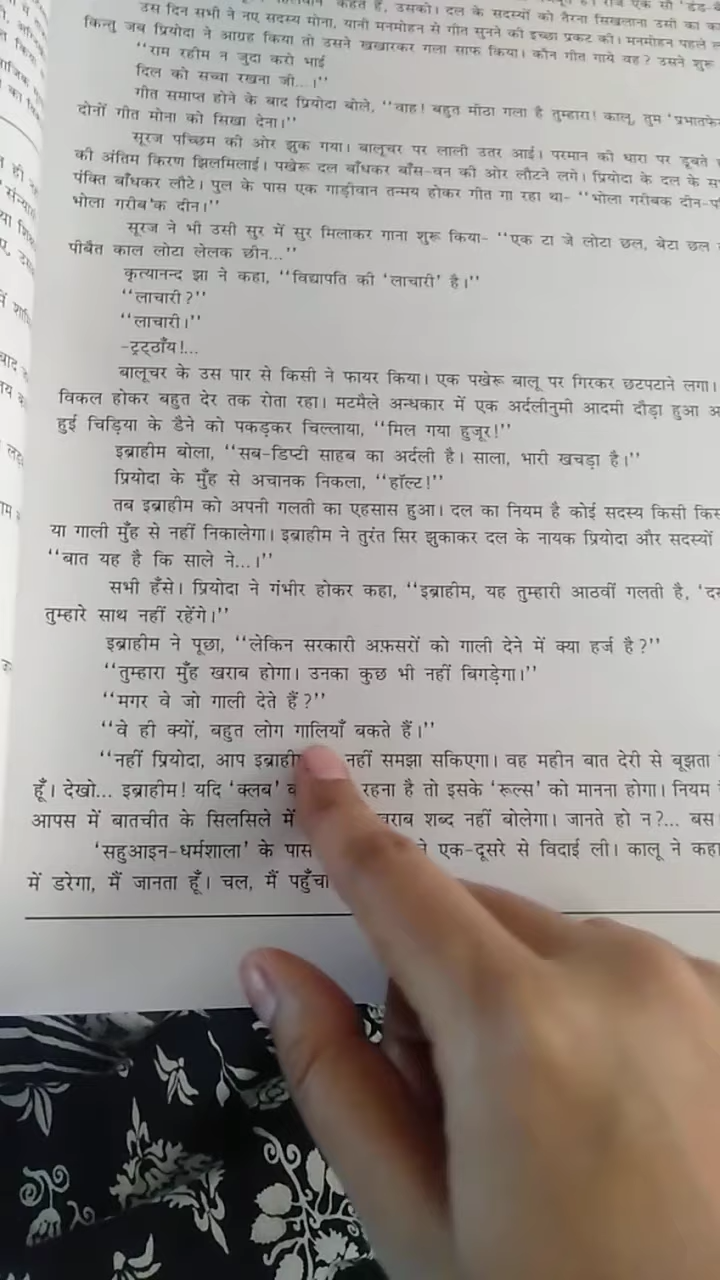 उस दिन सभी ने नए सदस्य मोना, यानी मनमोहन से गीत सुनने की इच्छा प्रकट की। मनमोहन पहले
किन्तु जब प्रियोदा ने आग्रह किया तो उसने खखारकर गला साफ किया। कौन गीत गाये वह? उसने शुरू
‘‘राम रहीम न जुदा करो भाई
दिल को सच्चा रखना जी...।’’
गीत समाप्त होने के बाद प्रियोदा बोले, ‘‘वाह! बहुत मीठा गला है तुम्हारा! कालू, तुम
दोनों गीत मोना को सिखा देना।’’
सूरज पच्छिम की ओर झुक गया। बालूचर पर लाली उतर आई। परमान की धारा पर डूबते
की अंतिम किरण झिलमिलाई। पखेरू दल बाँधकर बाँस-वन की ओर लौटने लगे। प्रियोदा के दल के
पंक्ति बाँधकर लौटे। पुल के पास एक गाड़ीवान तन्मय होकर गीत गा रहा था- ‘‘भोला गरीबक
भोला गरीब'क दीन।’’
सूरज ने भी उसी सुर में सुर मिलाकर गाना शुरू किया- ‘‘एक टा जे लोटा छल, बेटा छल
पीबैत काल लोटा लेलक छीन...’’
कृत्यानन्द झा ने कहा, ‘‘विद्यापति की ‘लाचारी’ है।’’
‘‘लाचारी?’’
‘‘लाचारी।’’
-ट्रट्ठाँय!...
बालूचर के उस पार से किसी ने फायर किया। एक पखेरू बालू पर गिरकर छटपटाने लगा।
विकल होकर बहुत देर तक रोता रहा। मटमैले अन्धकार में एक अर्दलीनुमी आदमी दौड़ा हुआ
हुई चिड़िया के डैने को पकड़कर चिल्लाया, ‘‘मिल गया हुजूर!’’
इब्राहीम बोला, ‘‘सब-डिप्टी साहब का अर्दली है। साला, भारी खचड़ा है।’’
प्रियोदा के मुँह से अचानक निकला, ‘‘हॉल्ट!’’
तब इब्राहीम को अपनी गलती का एहसास हुआ। दल का नियम है कोई सदस्य किसी
या गाली मुँह से नहीं निकालेगा। इब्राहीम ने तुरंत सिर झुकाकर दल के नायक प्रियोदा और सदस्यों
‘‘बात यह है कि साले ने...।’’
सभी हँसे। प्रियोदा ने गंभीर होकर कहा, ‘‘इब्राहीम, यह तुम्हारी आठवीं गलती है,
तुम्हारे साथ नहीं रहेंगे।’’
इब्राहीम ने पूछा, ‘‘लेकिन सरकारी अफ़सरों को गाली देने में क्या हर्ज है?’’
‘‘तुम्हारा मुँह खराब होगा। उनका कुछ भी नहीं बिगड़ेगा।’’
‘‘मगर वे जो गाली देते हैं?’’
‘‘वे ही क्यों, बहुत लोग गालियाँ बकते हैं।’’
‘‘नहीं प्रियोदा, आप नहीं समझा सकिएगा। वह महीन बात देरी से बूझता
हूँ। देखो... इब्राहीम! यदि ‘क्लब’ रहना है तो इसके ‘रूल्स’ को मानना होगा। नियम
आपस में बातचीत के सिलसिले में शब्द नहीं बोलेगा। जानते हो न?... बस
‘सहुआइन-धर्मशाला’ के पास एक-दूसरे से विदाई ली। कालू ने कहा
में डरेगा, मैं जानता हूँ। चल, मैं